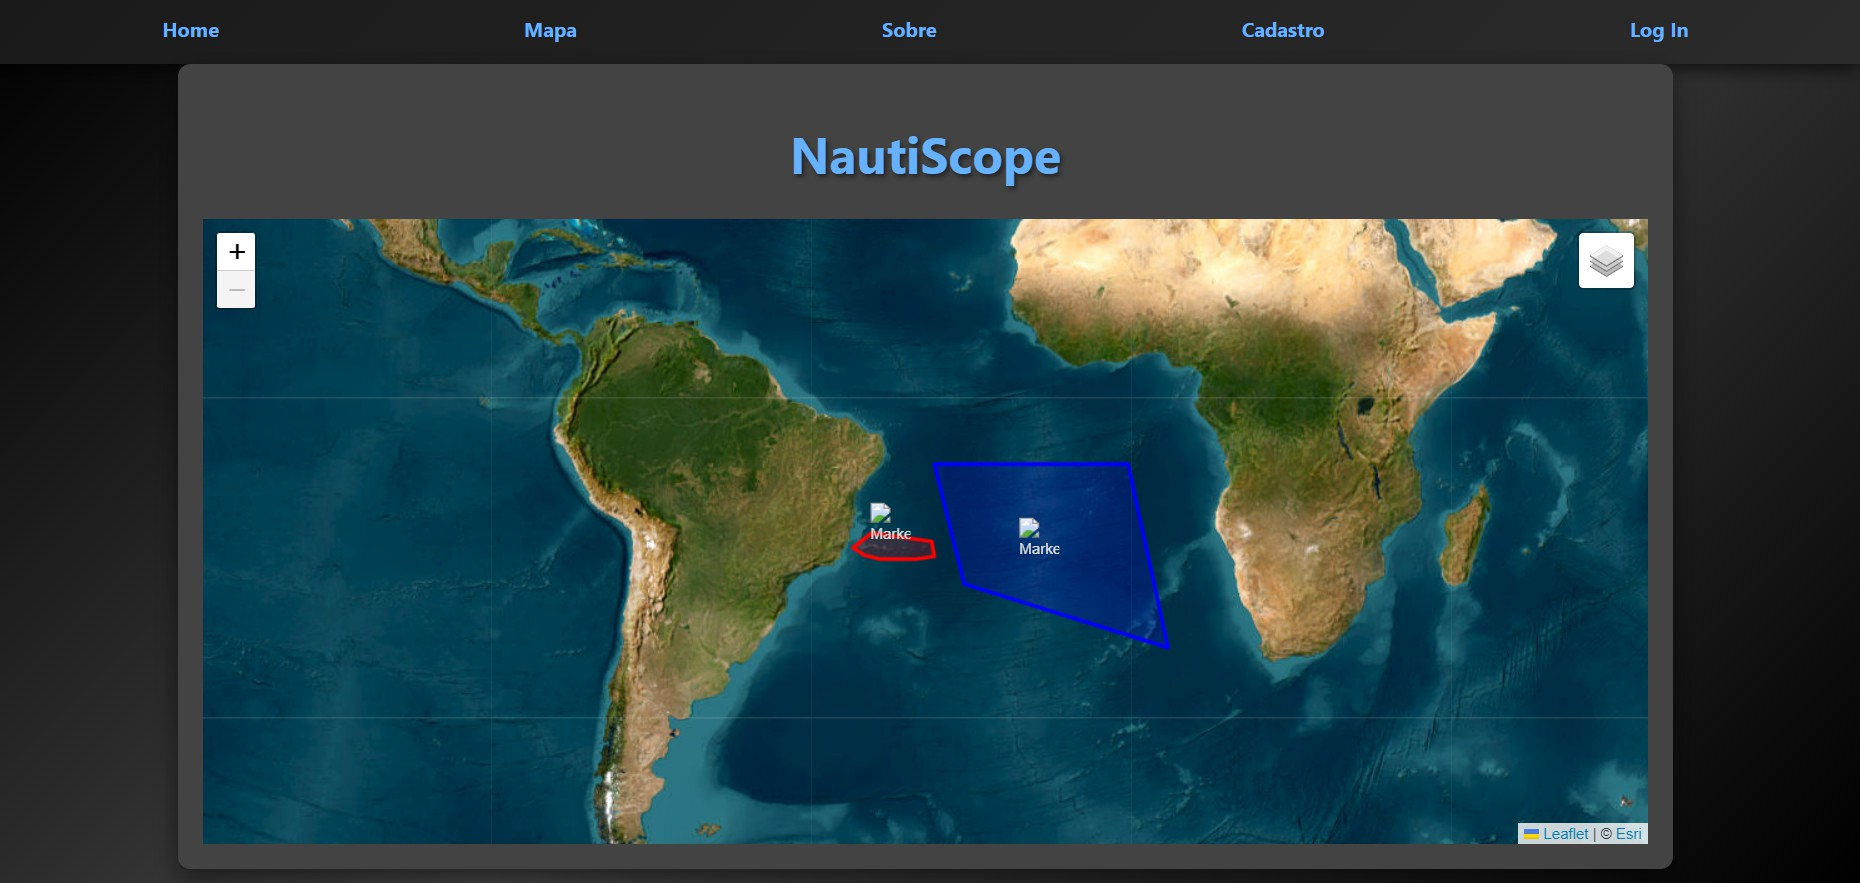 Home Mapa Sobre Cadastro Log In
NautiScope
+
−
Marke
Marke
Leaflet | © Esri